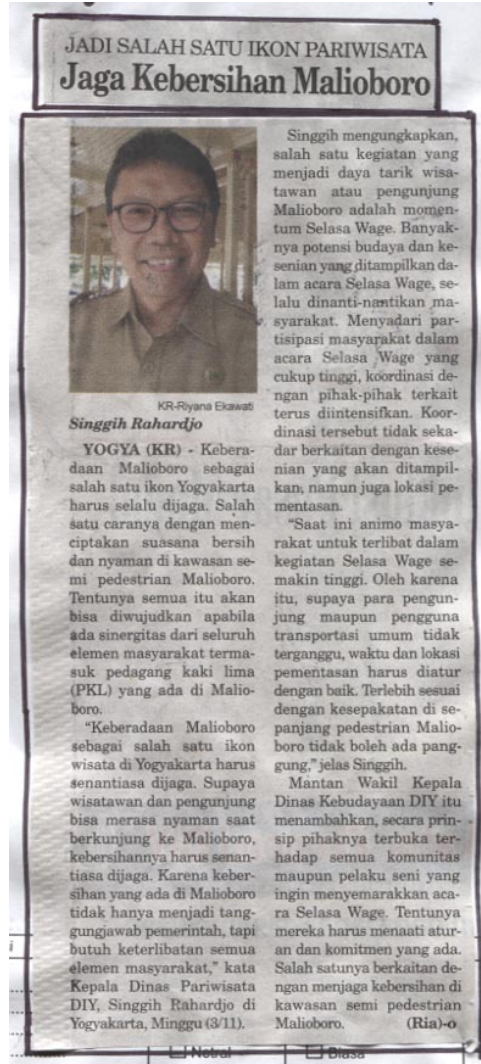 JADI SALAH SATU IKON PARIWISATA
Jaga Kebersihan Malioboro
KR-Riyana Ekawati
Singgih Rahardjo
YOGYA (KR) - Kebera-
daan Malioboro sebagai
salah satu ikon Yogyakarta
harus selalu dijaga. Salah
satu caranya dengan men-
ciptakan suasana bersih
dan nyaman di kawasan se-
mi pedestrian Malioboro.
Tentunya semua itu akan
bisa diwujudkan apabila
ada sinergitas dari seluruh
elemen masyarakat terma-
suk pedagang kaki lima
(PKL) yang ada di Malio-
boro.
"Keberadaan Malioboro
sebagai salah satu ikon
wisata di Yogyakarta harus
senantiasa dijaga. Supaya
wisatawan dan pengunjung
bisa merasa nyaman saat
berkunjung ke Malioboro,
kebersihannya harus senan-
tiasa dijaga. Karena keber-
sihan yang ada di Malioboro
tidak hanya menjadi tang-
gungjawab pemerintah, tapi
butuh keterlibatan semua
elemen masyarakat," kata
Kepala Dinas Pariwisata
DIY, Singgih Rahardjo di
Yogyakarta, Minggu (3/11).
Singgih mengungkapkan,
salah satu kegiatan yang
menjadi daya tarik wisa-
tawan atau pengunjung
Malioboro adalah momen-
tum Selasa Wage. Banyak-
nya potensi budaya dan ke-
senian yang ditampilkan da-
lam acara Selasa Wage, se-
lalu dinanti-nantikan ma-
syarakat. Menyadari par-
tisipasi masyarakat dalam
acara Selasa Wage yang
cukup tinggi, koordinasi de-
ngan pihak-pihak terkait
terus diintensifkan. Koor-
dinasi tersebut tidak seka-
dar berkaitan dengan kese-
nian yang akan ditampil-
kan, namun juga lokasi pe-
mentasan.
"Saat ini animo masya-
rakat untuk terlibat dalam
kegiatan Selasa Wage se-
makin tinggi. Oleh karena
itu, supaya para pengun-
jung maupun pengguna
transportasi umum tidak
terganggu, waktu dan lokasi
pementasan harus diatur
dengan baik. Terlebih sesuai
dengan kesepakatan di se-
panjang pedestrian Malio-
boro tidak boleh ada pang-
gung," jelas Singgih.
Mantan Wakil Kepala
Dinas Kebudayaan DIY itu
menambahkan, secara prin-
sip pihaknya terbuka ter-
hadap semua komunitas
maupun pelaku seni yang
ingin menyemarakkan aca-
ra Selasa Wage. Tentunya
mereka harus menaati atur-
an dan komitmen yang ada.
Salah satunya berkaitan de-
ngan menjaga kebersihan di
kawasan semi pedestrian
Malioboro. (Ria)-o
Netral
Biasa